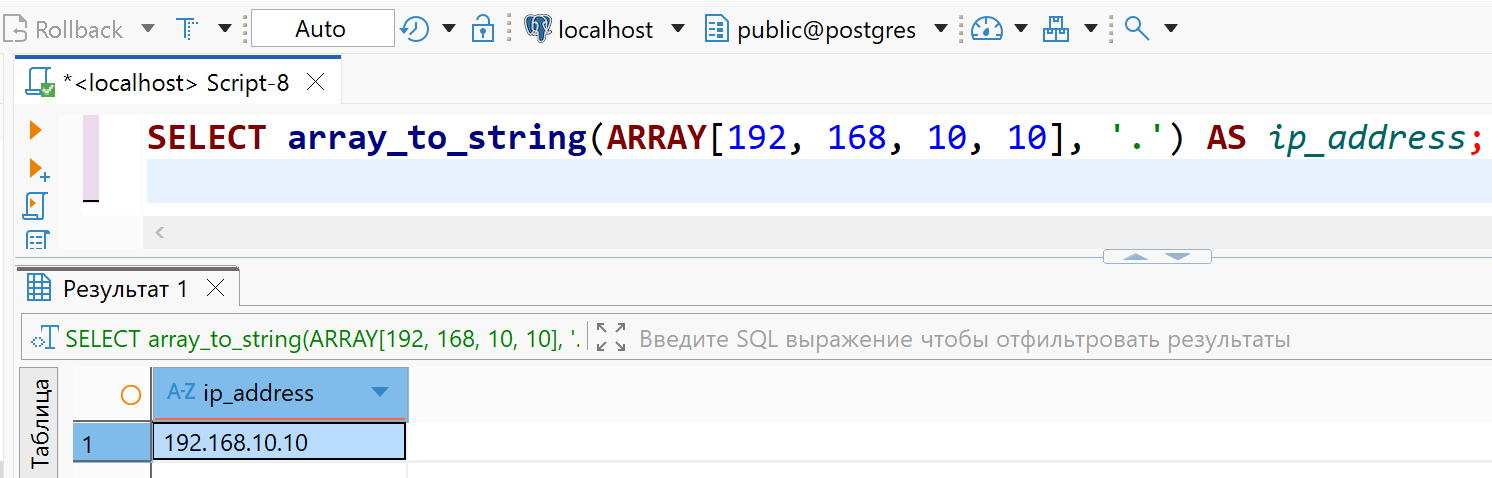 Rollback Auto localhost public@postgres
*<localhost> Script-8
SELECT array_to_string(ARRAY[192, 168, 10, 10], '.') AS ip_address;
Результат 1
SELECT array_to_string(ARRAY[192, 168, 10, 10], '. Введите SQL выражение чтобы отфильтровать результаты
Таблица
A-Z ip_address
1 192.168.10.10